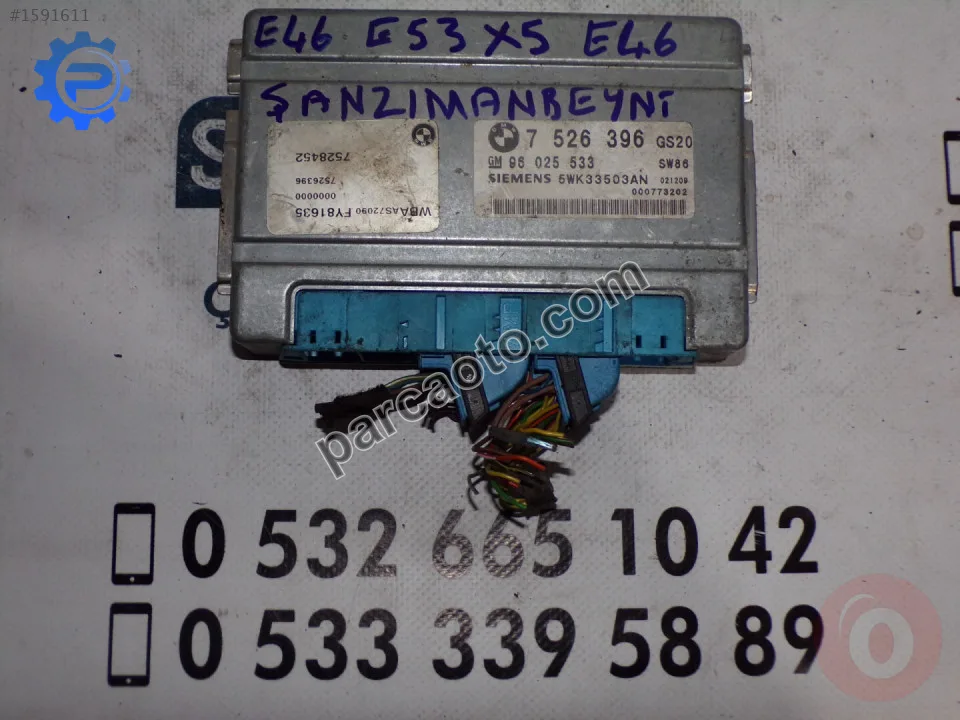 #1591611
E46 E53 X5 E46
ŞANZIMANBEYNI
7528452
7526396
0000000
WBAAS72090 FY81635
7 526 396 GS20
GM 96 025 533 SW86
SIEMENS 5WK33503AN 021209
000773202
parcaoto.com
0 532 665 10 42
0 533 339 58 89